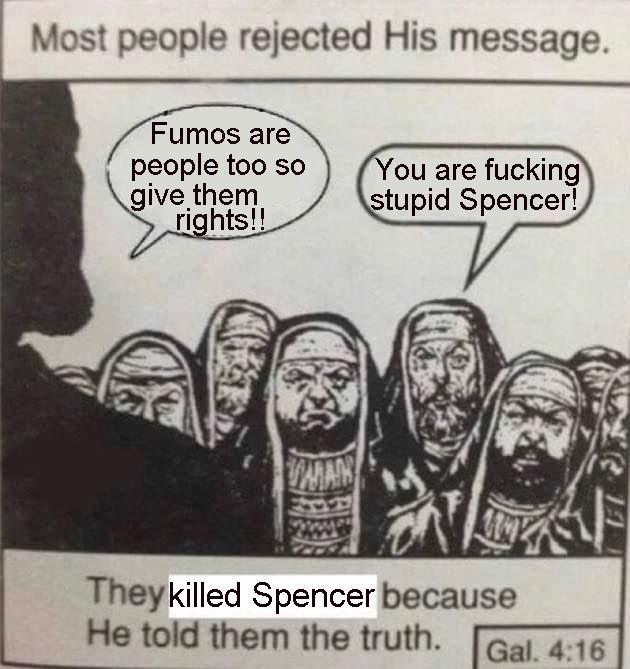 Most people rejected His message.
Fumos are
people too so
give them
rights!!
You are fucking
stupid Spencer!
They killed Spencer because
He told them the truth.
Gal. 4:16